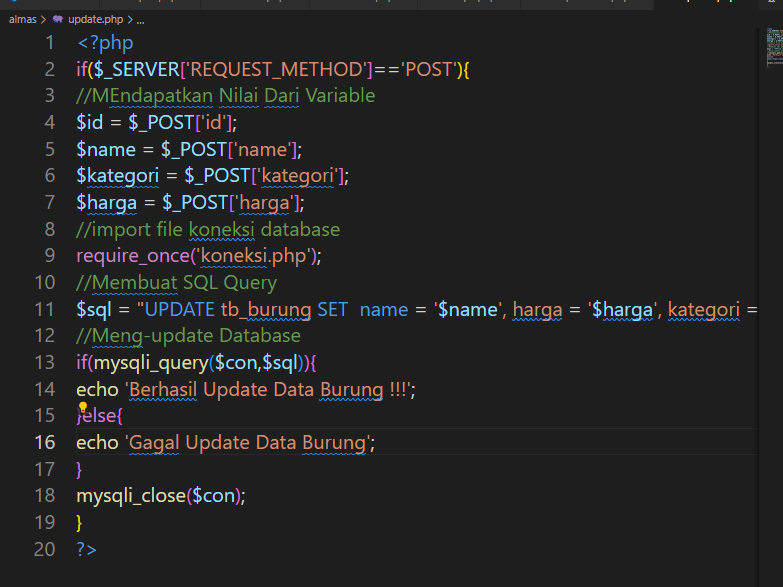 almas > update.php > ...
1 <?php
2 if($_SERVER['REQUEST_METHOD']=='POST'){
3 //MEndapatkan Nilai Dari Variable
4 $id = $_POST['id'];
5 $name = $_POST['name'];
6 $kategori = $_POST['kategori'];
7 $harga = $_POST['harga'];
8 //import file koneksi database
9 require_once('koneksi.php');
10 //Membuat SQL Query
11 $sql = "UPDATE tb_burung SET  name = '$name', harga = '$harga', kategori =
12 //Meng-update Database
13 if(mysqli_query($con,$sql)){
14 echo 'Berhasil Update Data Burung !!!';
15 }else{
16 echo 'Gagal Update Data Burung';
17 }
18 mysqli_close($con);
19 }
20 ?>